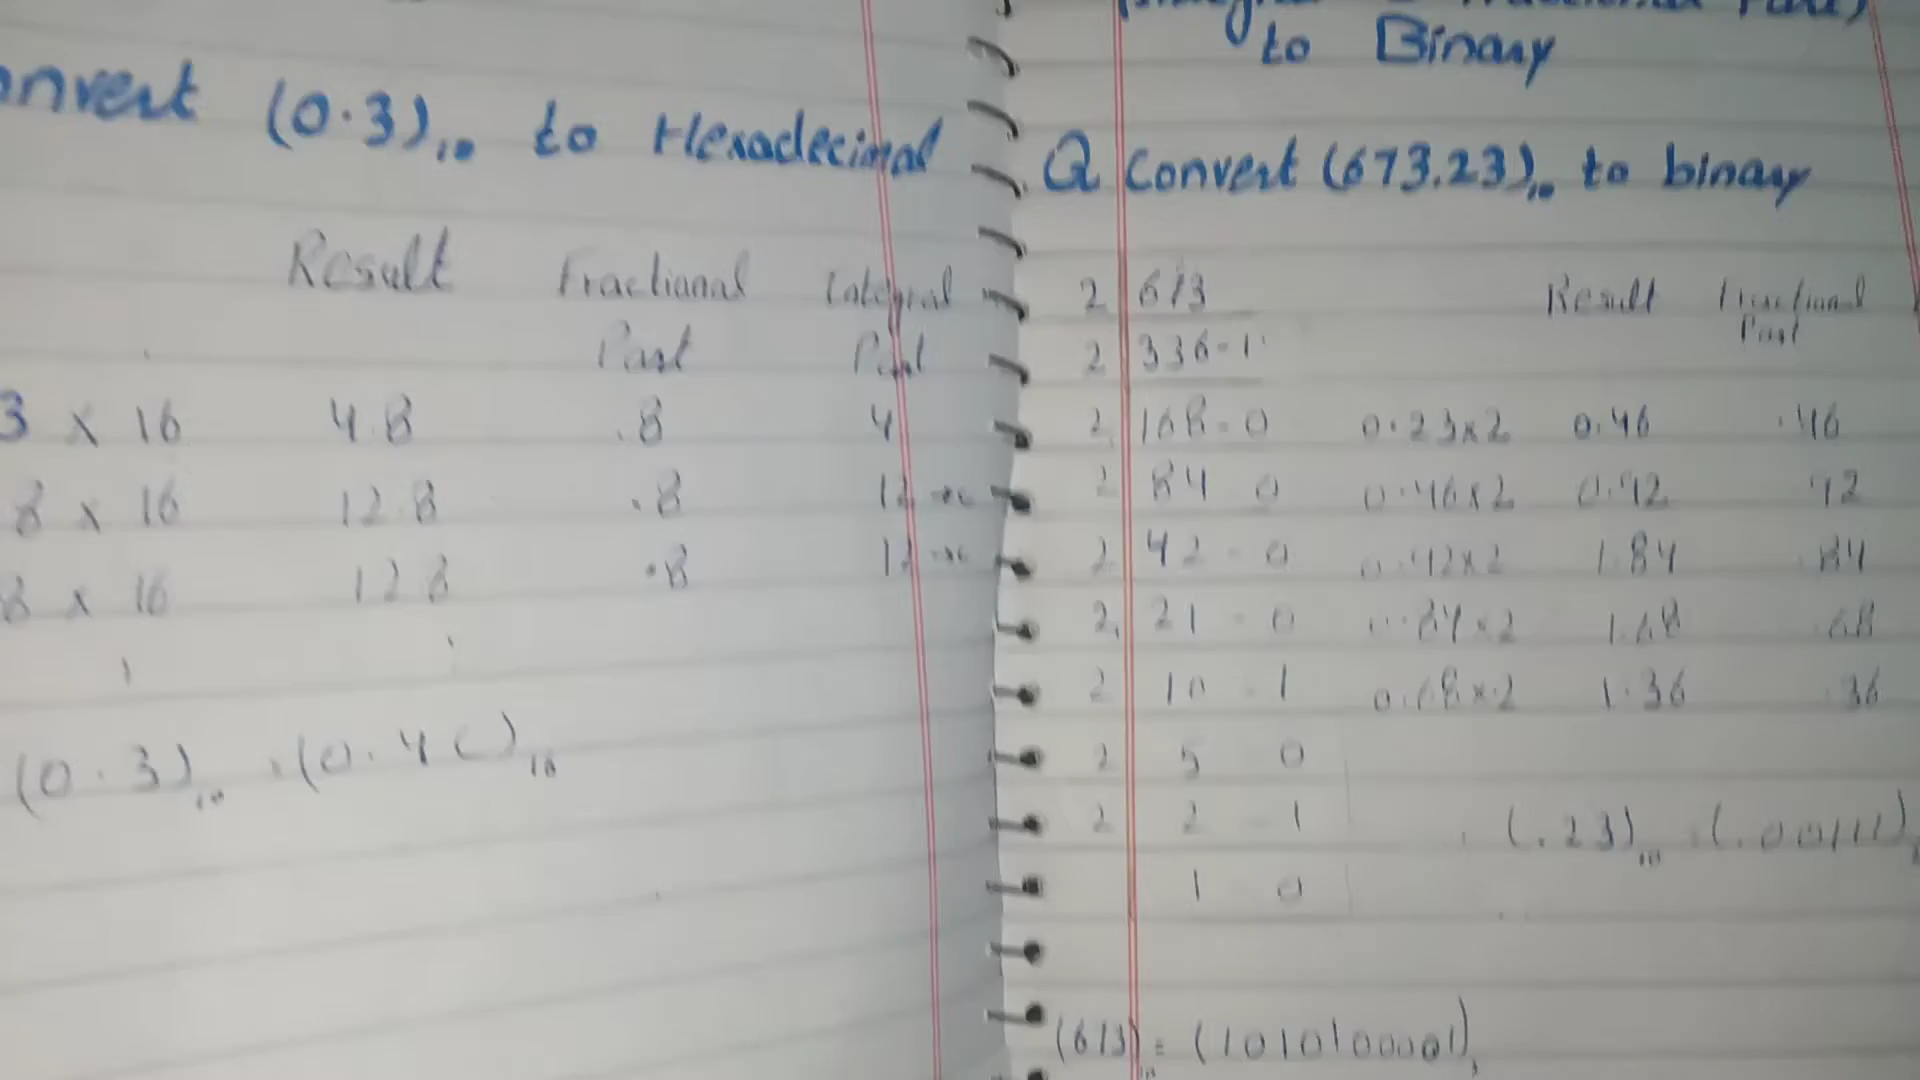 onvert (0.3)₁₀ to Hexadecimal
Result Fractional Integral
Part Part
3 x 16 4.8 .8 4
8 x 16 12.8 .8 12 →c
8 x 16 12.8 .8 12 →c
(0.3)₁₀ = (0.4C)₁₆
to Binary
Q Convert (673.23)₁₀ to binary
2 673 Result Fractional
2 336-1 Part
2 168-0 0.23x2 0.46 .46
2 84 0 0.46x2 0.92 .92
2 42-0 0.92x2 1.84 .84
2 21-0 0.84x2 1.68 .68
2 10-1 0.68x2 1.36 .36
2 5 0
2 2-1 (.23)₁₀ = (.00111)
1 0
(673)₁₀ = (1010100001)₂